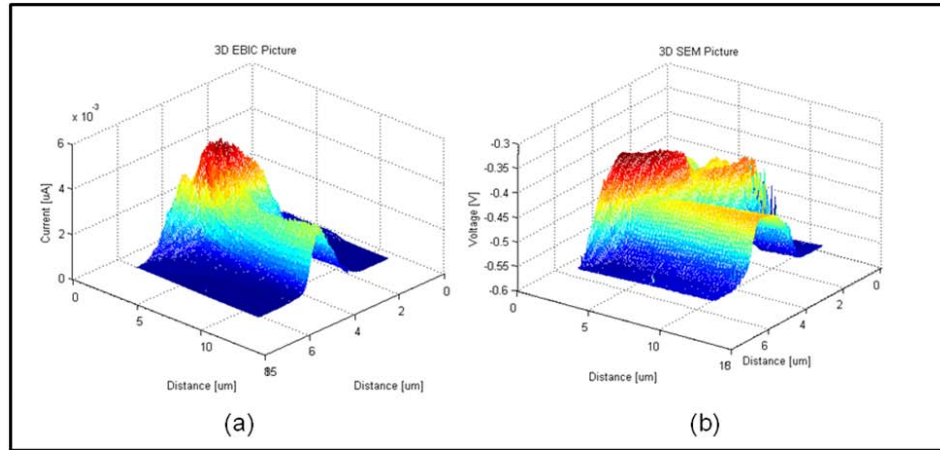 3D EBIC Picture
x 10^-3
6
4
2
0
Current [uA]
0
5
10
15
Distance [um]
8
6
4
2
0
Distance [um]
(a)
3D SEM Picture
-0.3
-0.35
-0.4
-0.45
-0.5
-0.55
-0.6
Voltage [V]
0
5
10
Distance [um]
6
4
2
0
Distance [um]
(b)